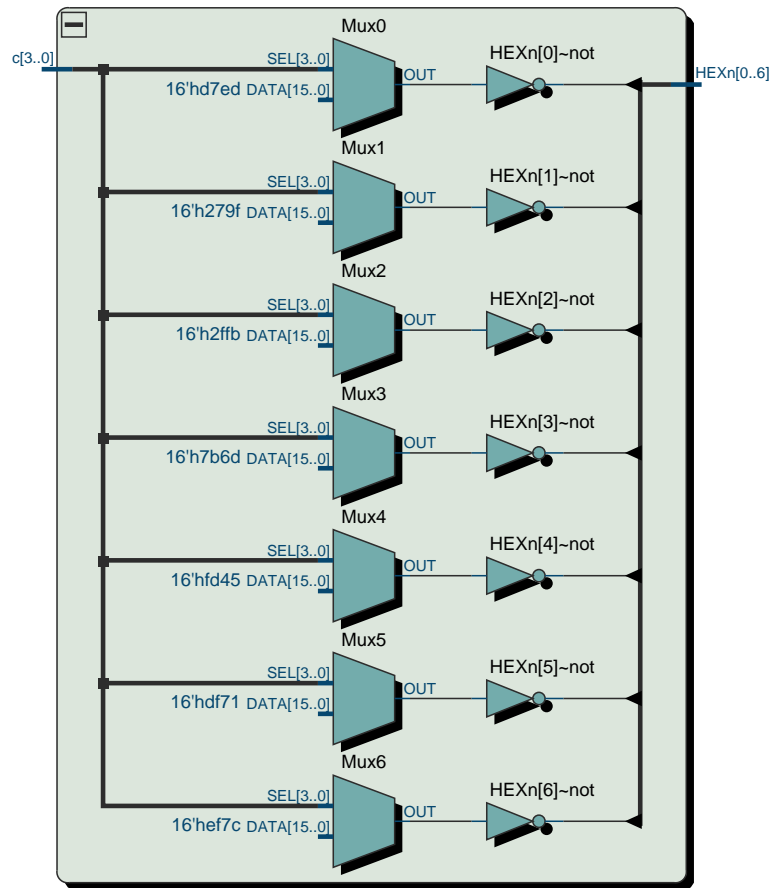 Mux0
c[3..0]
SEL[3..0]
OUT
HEXn[0]~not
HEXn[0..6]
16'hd7ed DATA[15..0]
Mux1
SEL[3..0]
OUT
HEXn[1]~not
16'h279f DATA[15..0]
Mux2
SEL[3..0]
OUT
HEXn[2]~not
16'h2ffb DATA[15..0]
Mux3
SEL[3..0]
OUT
HEXn[3]~not
16'h7b6d DATA[15..0]
Mux4
SEL[3..0]
OUT
HEXn[4]~not
16'hfd45 DATA[15..0]
Mux5
SEL[3..0]
OUT
HEXn[5]~not
16'hdf71 DATA[15..0]
Mux6
SEL[3..0]
OUT
HEXn[6]~not
16'hef7c DATA[15..0]